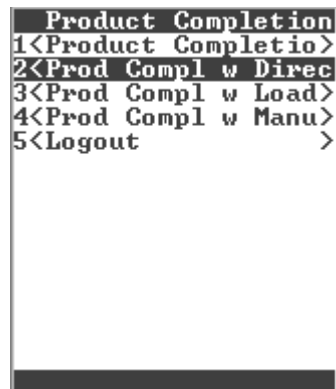 Product Completion
1<Product Completio>
2<Prod Compl w Direc
3<Prod Compl w Load>
4<Prod Compl w Manu>
5<Logout >